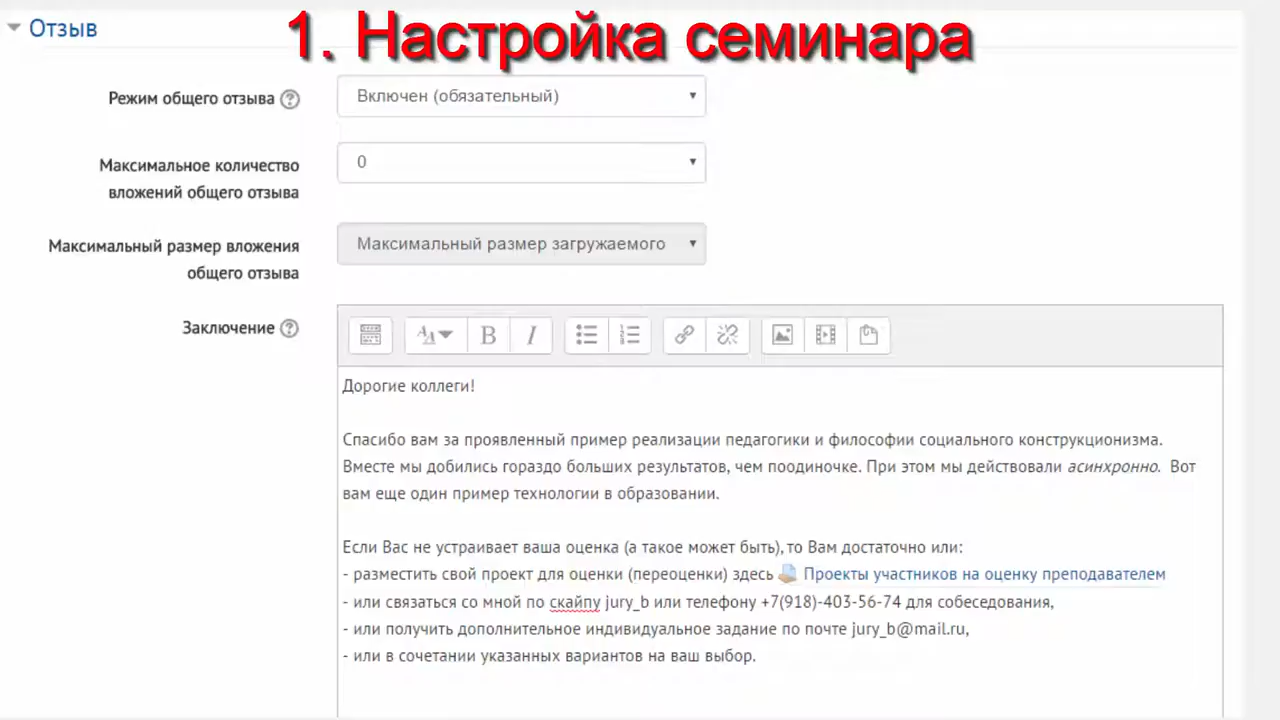 1. Настройка семинара
Отзыв
Режим общего отзыва
Включен (обязательный)
Максимальное количество
вложений общего отзыва
0
Максимальный размер вложения
общего отзыва
Максимальный размер загружаемого
Заключение
Дорогие коллеги!
Спасибо вам за проявленный пример реализации педагогики и философии социального конструкционизма.
Вместе мы добились гораздо больших результатов, чем поодиночке. При этом мы действовали асинхронно. Вот
вам еще один пример технологии в образовании.
Если Вас не устраивает ваша оценка (а такое может быть), то Вам достаточно или:
- разместить свой проект для оценки (переоценки) здесь Проекты участников на оценку преподавателем
- или связаться со мной по скайпу jury_b или телефону +7(918)-403-56-74 для собеседования,
- или получить дополнительное индивидуальное задание по почте jury_b@mail.ru,
- или в сочетании указанных вариантов на ваш выбор.